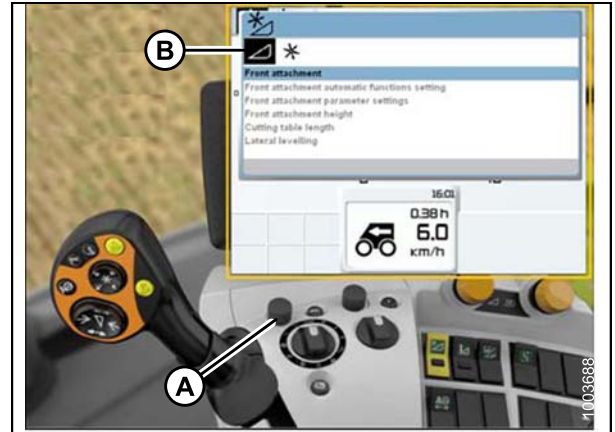 B
Front attachment
Front attachment automatic functions setting
Front attachment parameter settings
Front attachment height
Cutting table length
Lateral levelling
16:01
0.38 h
6.0
км/h
A
1003688